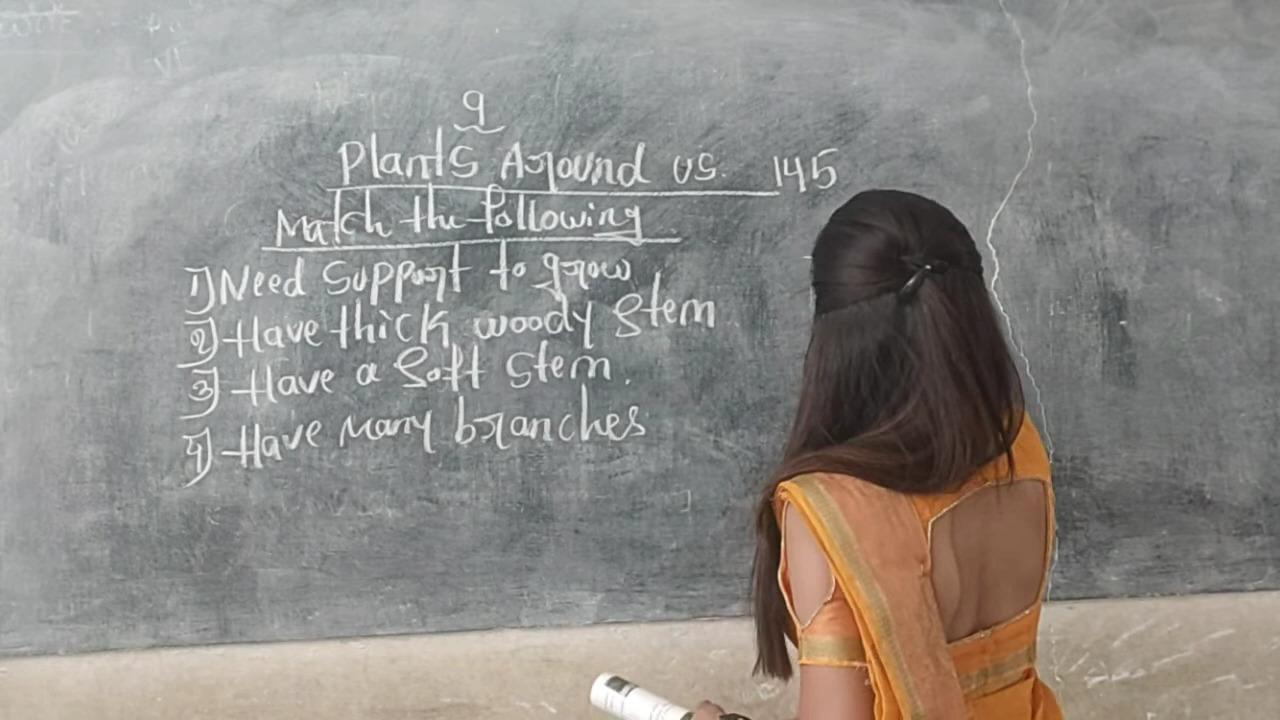 9
Plants Around us. 145
Match the following
1) Need Support to grow
2) Have thick woody Stem
3) Have a Soft Stem.
4) Have Many branches